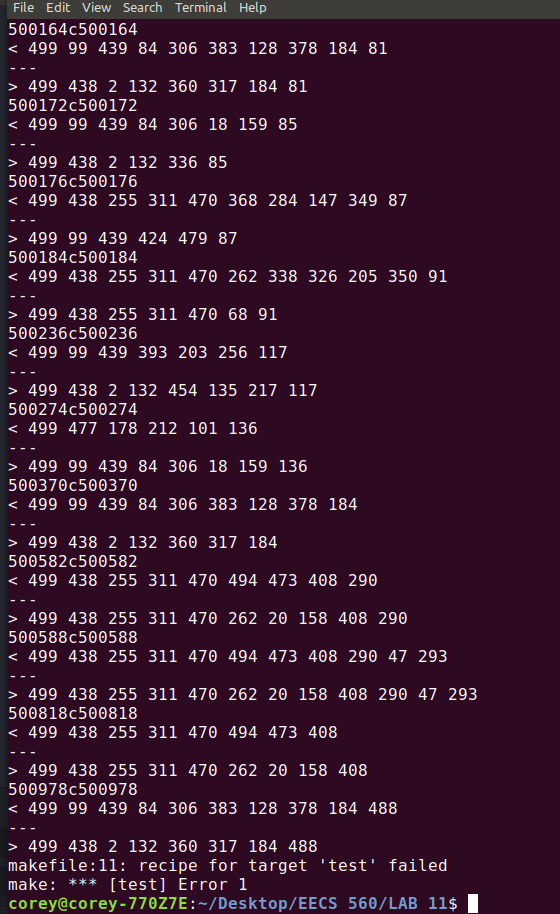 File Edit View Search Terminal Help
500164c500164
< 499 99 439 84 306 383 128 378 184 81
---
> 499 438 2 132 360 317 184 81
500172c500172
< 499 99 439 84 306 18 159 85
---
> 499 438 2 132 336 85
500176c500176
< 499 438 255 311 470 368 284 147 349 87
---
> 499 99 439 424 479 87
500184c500184
< 499 438 255 311 470 262 338 326 205 350 91
---
> 499 438 255 311 470 68 91
500236c500236
< 499 99 439 393 203 256 117
---
> 499 438 2 132 454 135 217 117
500274c500274
< 499 477 178 212 101 136
---
> 499 99 439 84 306 18 159 136
500370c500370
< 499 99 439 84 306 383 128 378 184
---
> 499 438 2 132 360 317 184
500582c500582
< 499 438 255 311 470 494 473 408 290
---
> 499 438 255 311 470 262 20 158 408 290
500588c500588
< 499 438 255 311 470 494 473 408 290 47 293
---
> 499 438 255 311 470 262 20 158 408 290 47 293
500818c500818
< 499 438 255 311 470 494 473 408
---
> 499 438 255 311 470 262 20 158 408
500978c500978
< 499 99 439 84 306 383 128 378 184 488
---
> 499 438 2 132 360 317 184 488
makefile:11: recipe for target 'test' failed
make: *** [test] Error 1
corey@corey-770Z7E:~/Desktop/EECS 560/LAB 11$